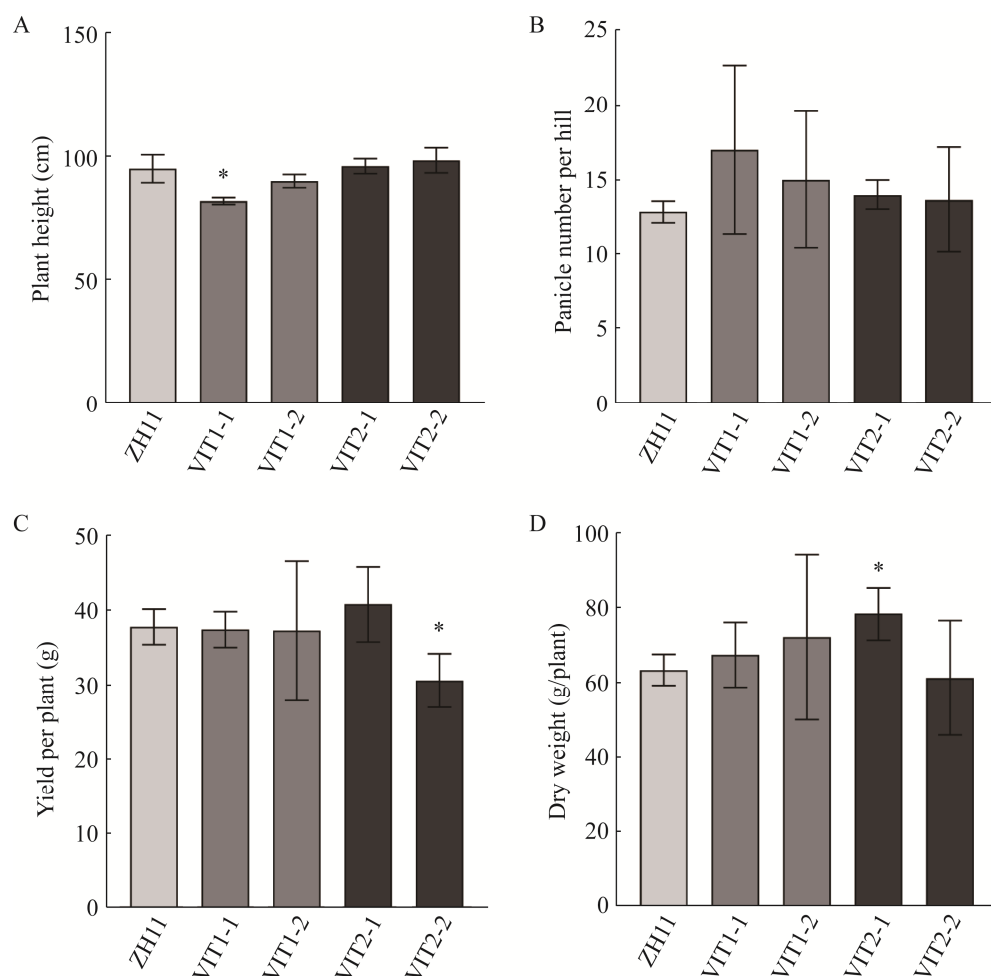 A
150
100
50
0
Plant height (cm)
*
ZH11
VIT1-1
VIT1-2
VIT2-1
VIT2-2
B
25
20
15
10
5
0
Panicle number per hill
ZH11
VIT1-1
VIT1-2
VIT2-1
VIT2-2
C
50
40
30
20
10
0
Yield per plant (g)
*
ZH11
VIT1-1
VIT1-2
VIT2-1
VIT2-2
D
100
80
60
40
20
0
Dry weight (g/plant)
*
ZH11
VIT1-1
VIT1-2
VIT2-1
VIT2-2